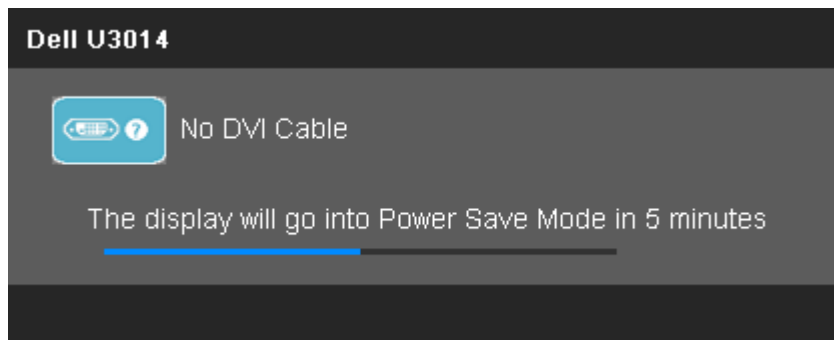 Dell U3014
No DVI Cable
The display will go into Power Save Mode in 5 minutes